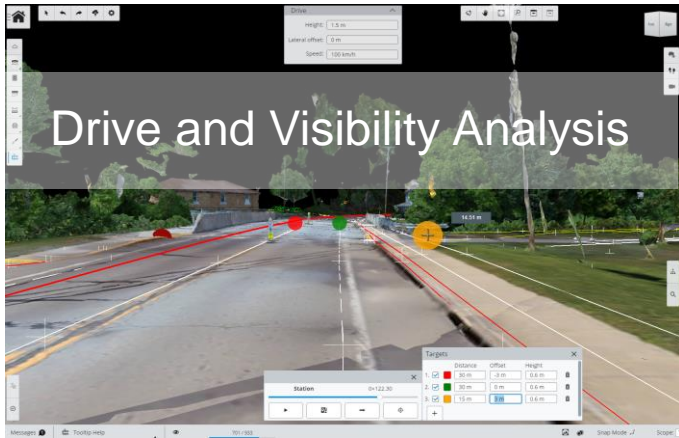 Drive
Height: 1.5 m
Lateral offset: 0 m
Speed: 100 km/h
Drive and Visibility Analysis
14.51 m
Targets
Distance Offset Height
1. 30 m -3 m 0.6 m
2. 30 m 0 m 0.6 m
3. 15 m 3 m 0.6 m
+
Station 0+122.30
Messages Tooltip Help Snap Mode Scope: